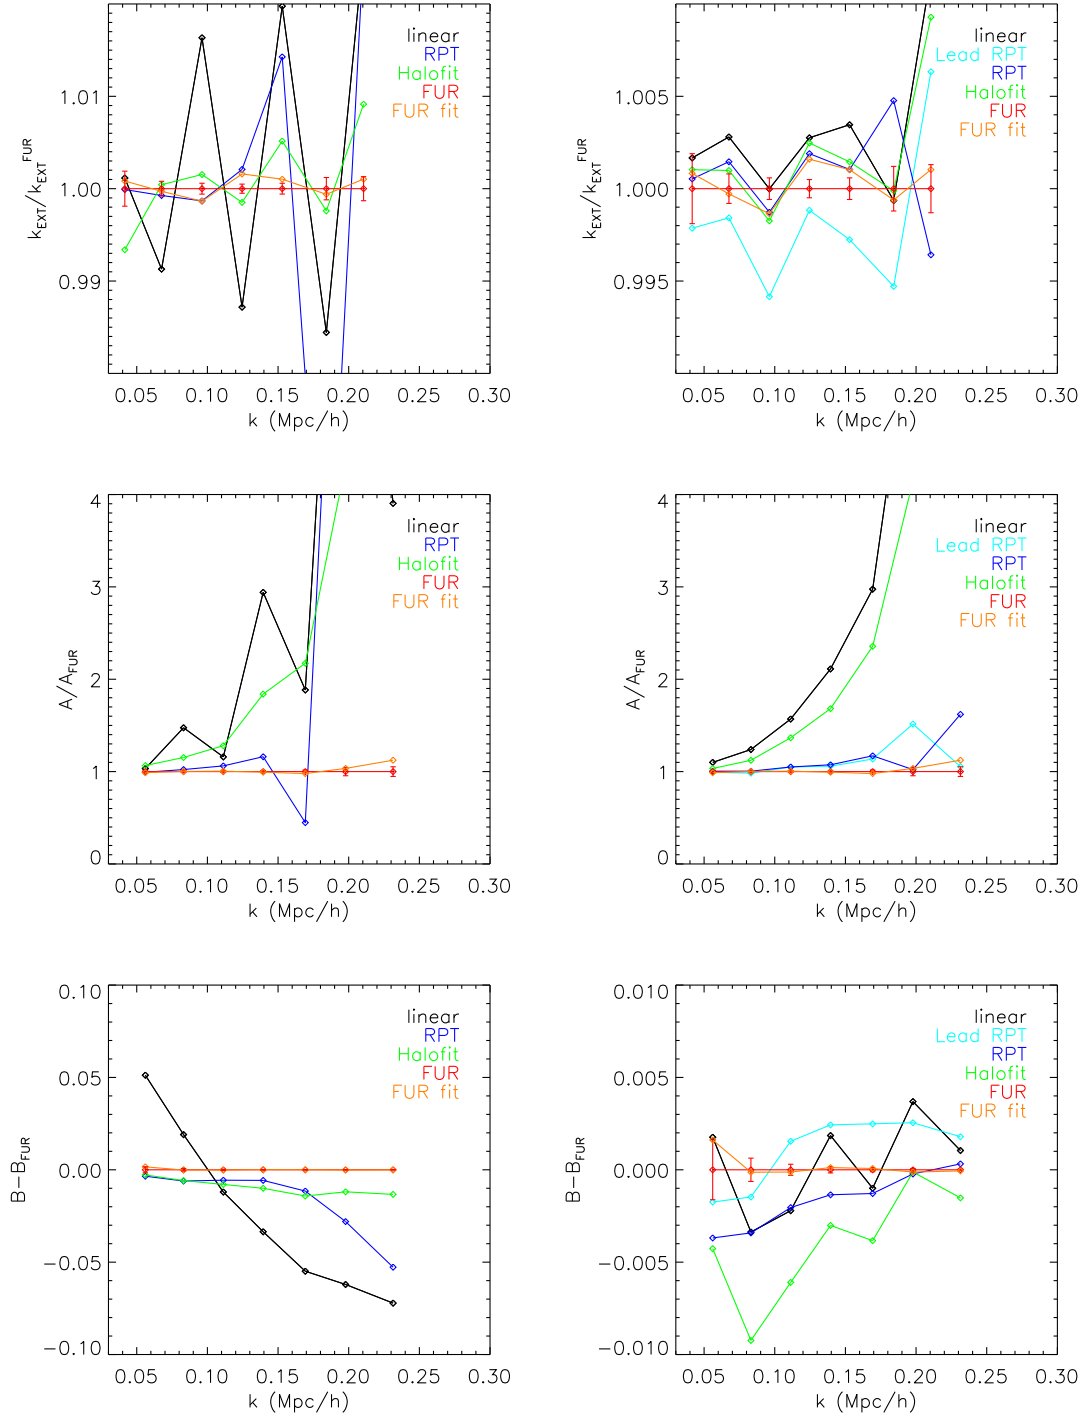 linear
RPT
Halofit
FUR
FUR fit
1.01
1.00
0.99
k_EXT/k_EXT^FUR
0.05 0.10 0.15 0.20 0.25 0.30
k (Mpc/h)
linear
Lead RPT
RPT
Halofit
FUR
FUR fit
1.005
1.000
0.995
k_EXT/k_EXT^FUR
0.05 0.10 0.15 0.20 0.25 0.30
k (Mpc/h)
linear
RPT
Halofit
FUR
FUR fit
4
3
2
1
0
A/A_FUR
0.05 0.10 0.15 0.20 0.25 0.30
k (Mpc/h)
linear
Lead RPT
RPT
Halofit
FUR
FUR fit
4
3
2
1
0
A/A_FUR
0.05 0.10 0.15 0.20 0.25 0.30
k (Mpc/h)
linear
RPT
Halofit
FUR
FUR fit
0.10
0.05
0.00
−0.05
−0.10
B−B_FUR
0.05 0.10 0.15 0.20 0.25 0.30
k (Mpc/h)
linear
Lead RPT
RPT
Halofit
FUR
FUR fit
0.010
0.005
0.000
−0.005
−0.010
B−B_FUR
0.05 0.10 0.15 0.20 0.25 0.30
k (Mpc/h)